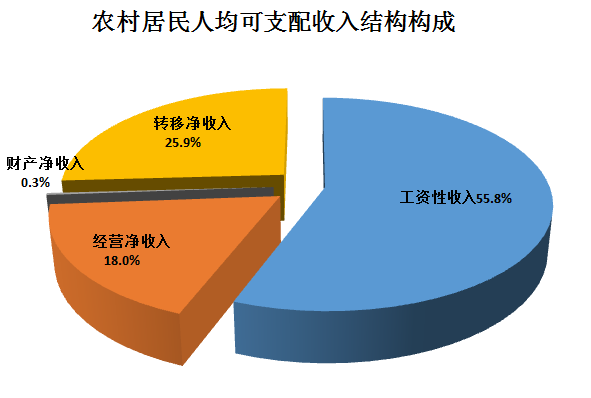 农村居民人均可支配收入结构构成
转移净收入
25.9%
财产净收入
0.3%
工资性收入55.8%
经营净收入
18.0%